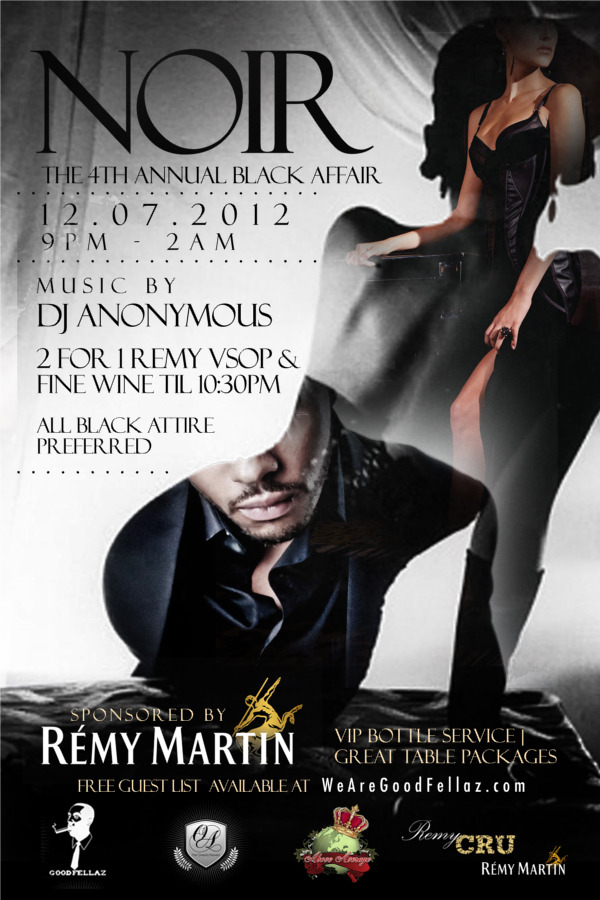 NOIR
THE 4TH ANNUAL BLACK AFFAIR
12.07.2012
9PM - 2AM
MUSIC BY
DJ ANONYMOUS
2 FOR 1 REMY VSOP &
FINE WINE TIL 10:30PM
ALL BLACK ATTIRE
PREFERRED
SPONSORED BY
RÉMY MARTIN
VIP BOTTLE SERVICE |
GREAT TABLE PACKAGES
FREE GUEST LIST AVAILABLE AT WeAreGoodFellaz.com
GOODFELLAZ
Above Average
Remy CRU
RÉMY MARTIN